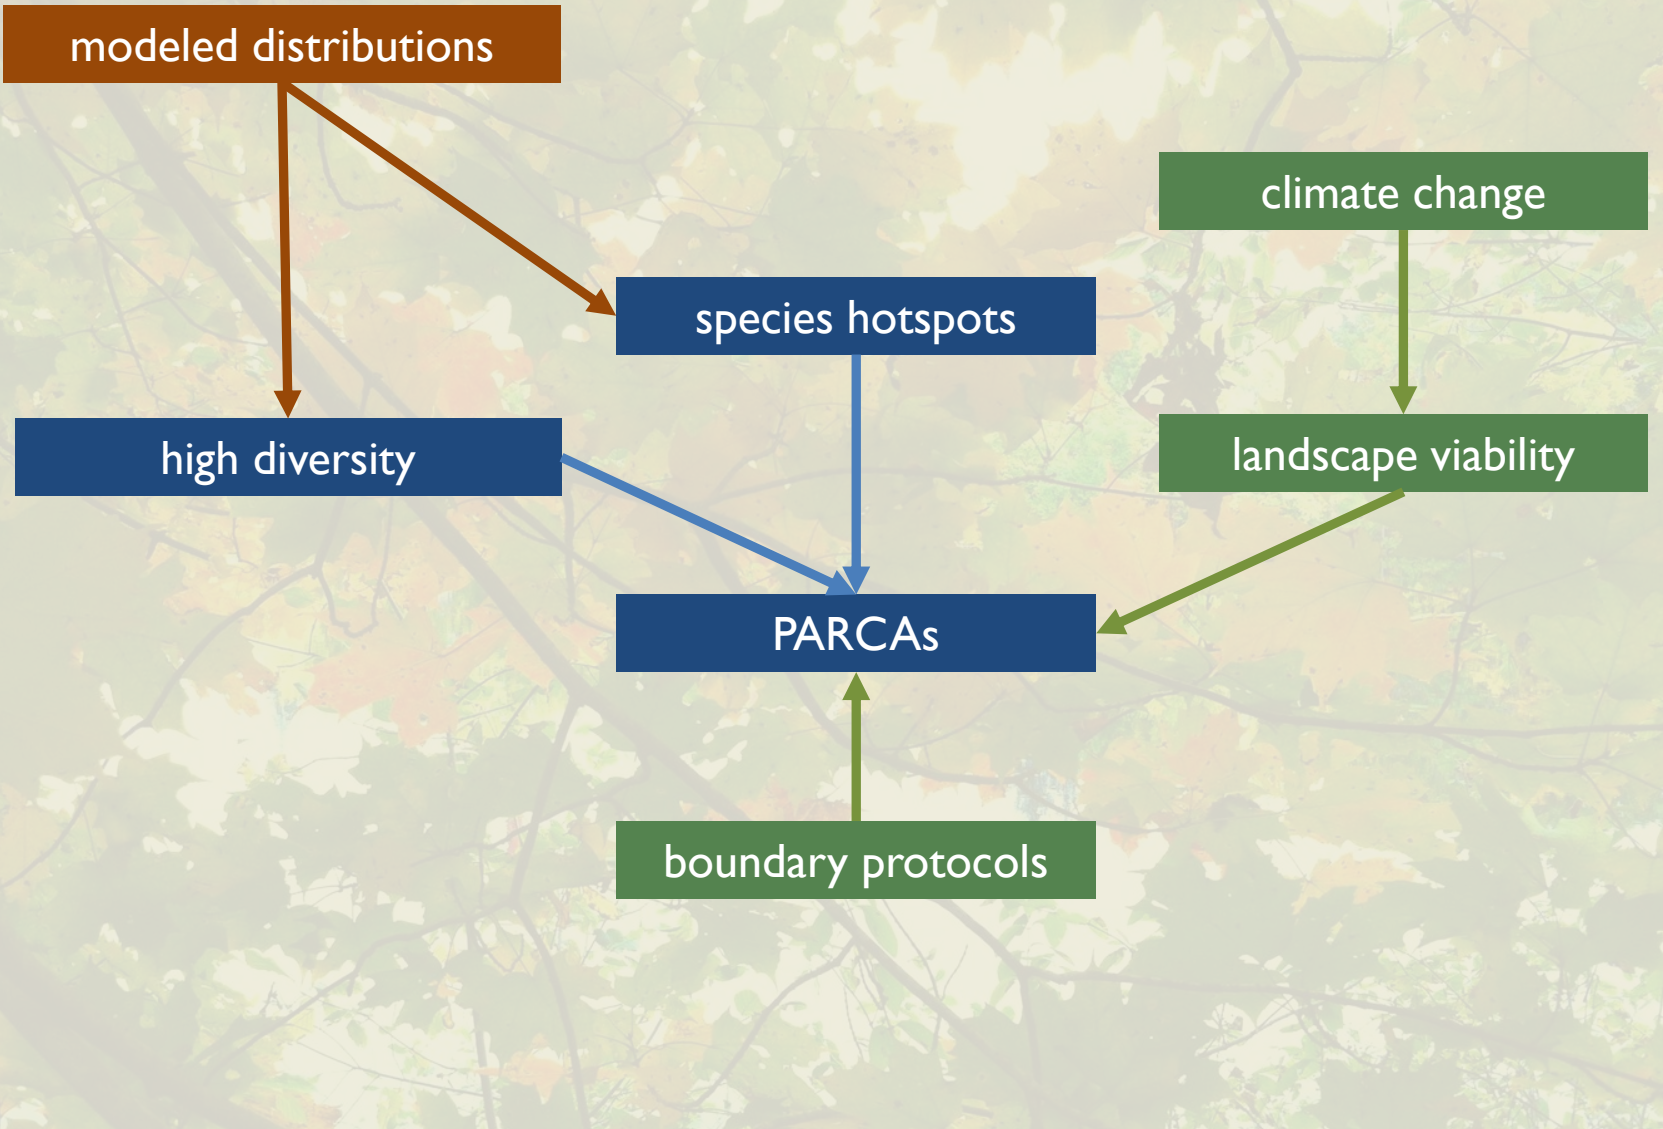 modeled distributions
climate change
species hotspots
high diversity
landscape viability
PARCAs
boundary protocols